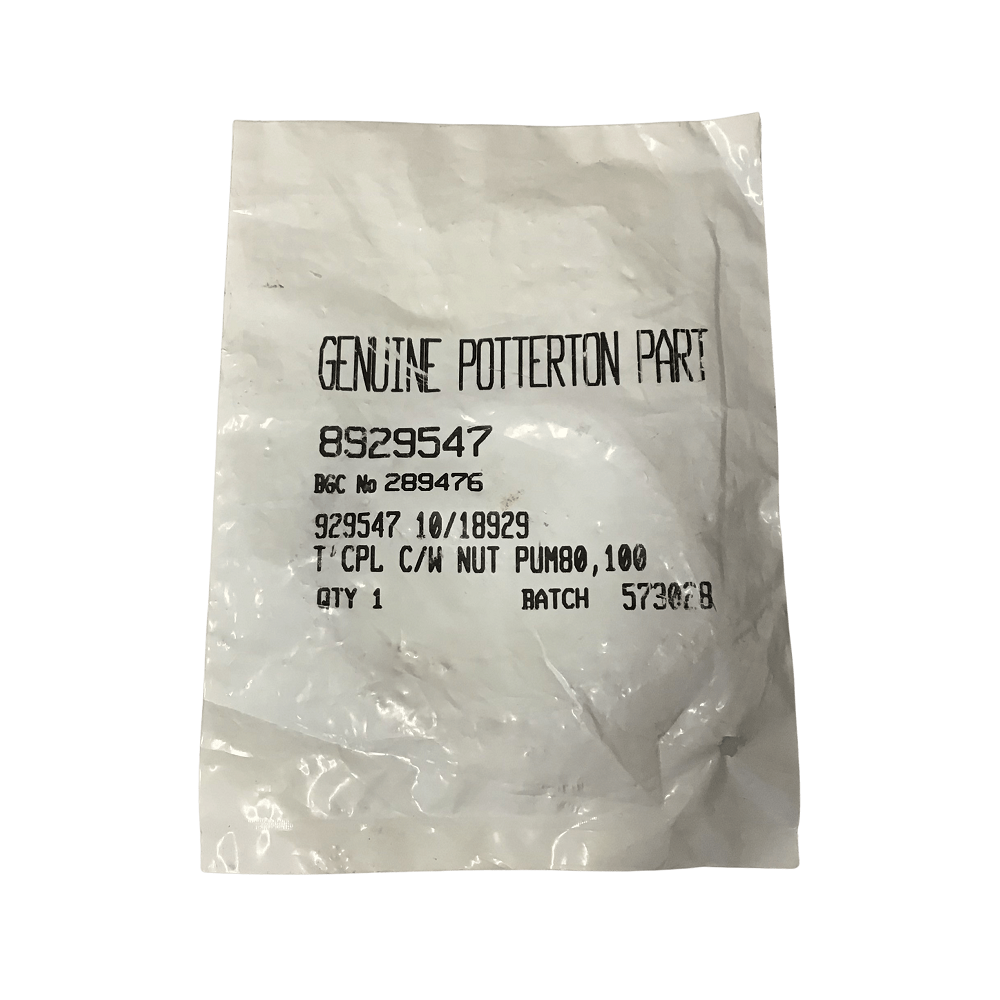 GENUINE POTTERTON PART
8929547
BGC No 289476
929547 10/18929
T'CPL C/W NUT PUM80,100
QTY 1 BATCH 573028